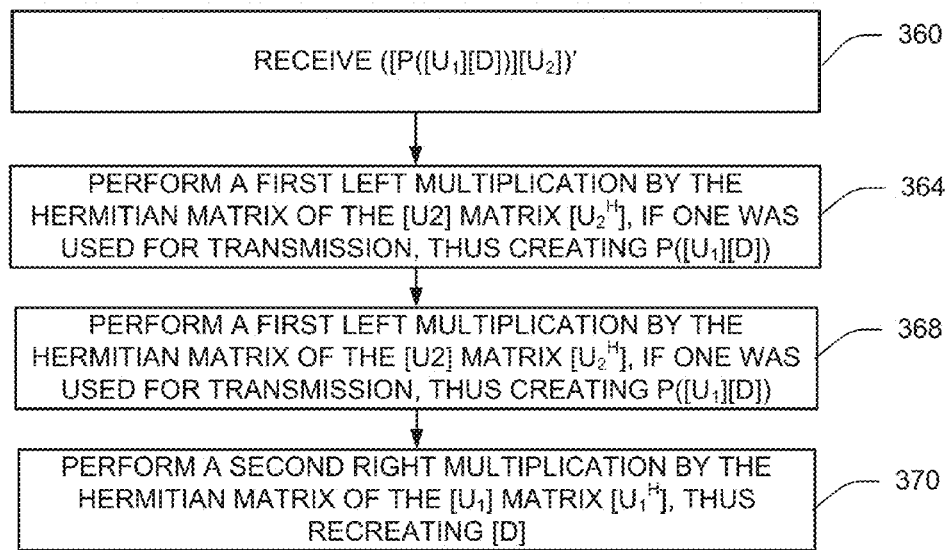 RECEIVE ([P([U₁][D])][U₂])'
360
PERFORM A FIRST LEFT MULTIPLICATION BY THE
HERMITIAN MATRIX OF THE [U2] MATRIX [U₂ᴴ], IF ONE WAS
USED FOR TRANSMISSION, THUS CREATING P([U₁][D])
364
PERFORM A FIRST LEFT MULTIPLICATION BY THE
HERMITIAN MATRIX OF THE [U2] MATRIX [U₂ᴴ], IF ONE WAS
USED FOR TRANSMISSION, THUS CREATING P([U₁][D])
368
PERFORM A SECOND RIGHT MULTIPLICATION BY THE
HERMITIAN MATRIX OF THE [U₁] MATRIX [U₁ᴴ], THUS
RECREATING [D]
370